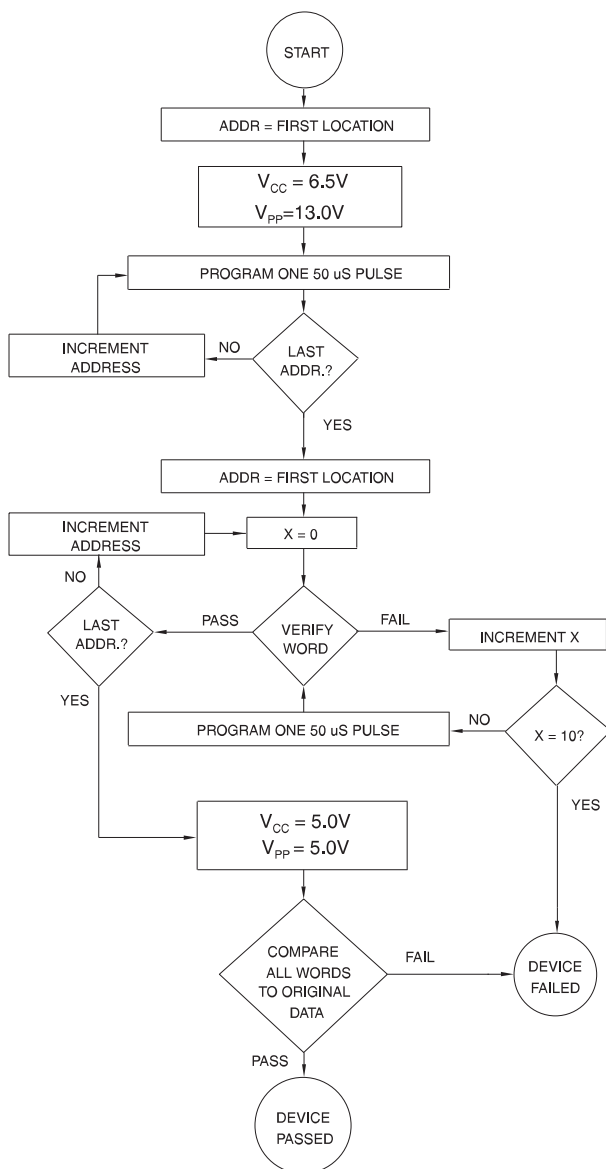 START
ADDR = FIRST LOCATION
VCC = 6.5V
VPP=13.0V
PROGRAM ONE 50 uS PULSE
INCREMENT
ADDRESS
NO
LAST
ADDR.?
YES
ADDR = FIRST LOCATION
INCREMENT
ADDRESS
X = 0
NO
LAST
ADDR.?
PASS
VERIFY
WORD
FAIL
INCREMENT X
YES
PROGRAM ONE 50 uS PULSE
NO
X = 10?
YES
VCC = 5.0V
VPP = 5.0V
COMPARE
ALL WORDS
TO ORIGINAL
DATA
FAIL
DEVICE
FAILED
PASS
DEVICE
PASSED